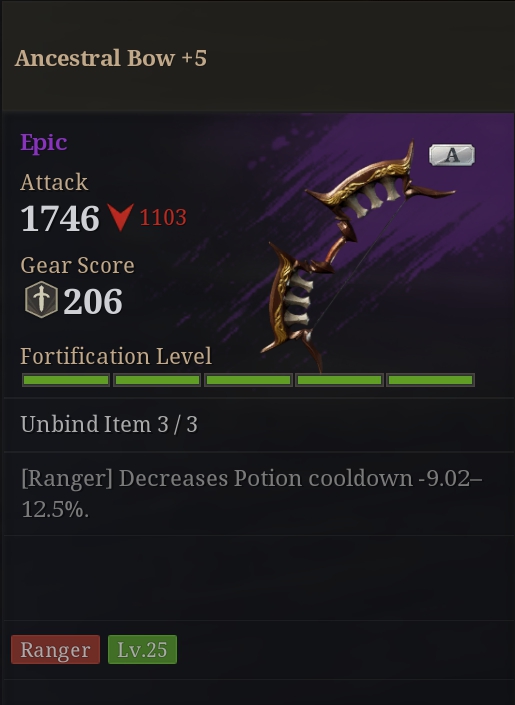 Ancestral Bow +5
Epic
A
Attack
1746 1103
Gear Score
206
Fortification Level
Unbind Item 3 / 3
[Ranger] Decreases Potion cooldown -9.02–
12.5%.
Ranger Lv.25